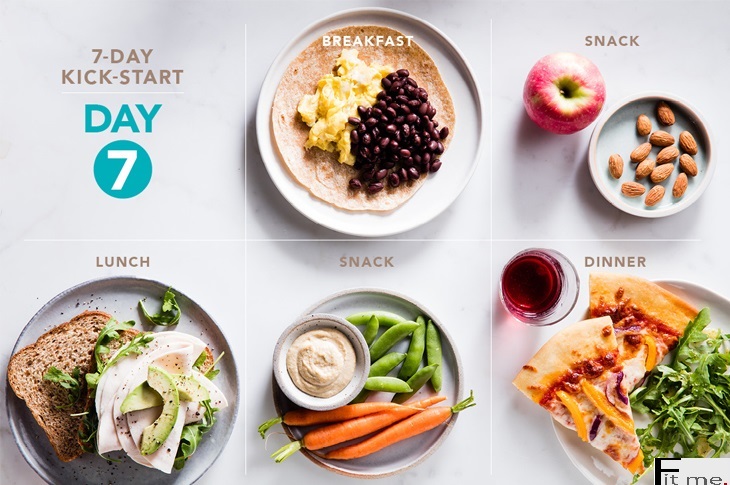 7-DAY
KICK-START
DAY
7
BREAKFAST
SNACK
LUNCH
SNACK
DINNER
Fit me.